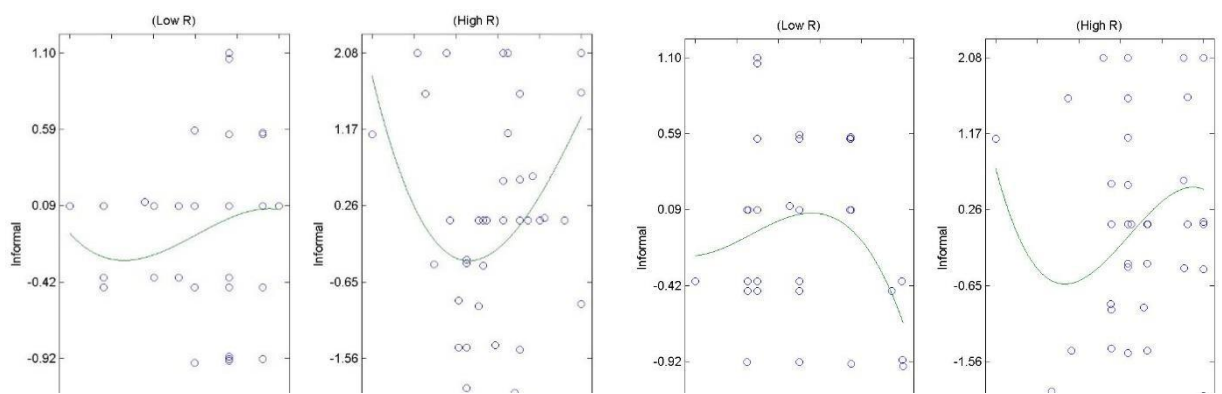 (Low R)
1.10
0.59
0.09
-0.42
-0.92
Informal
(High R)
2.08
1.17
0.26
-0.65
-1.56
Informal
(Low R)
1.10
0.59
0.09
-0.42
-0.92
Informal
(High R)
2.08
1.17
0.26
-0.65
-1.56
Informal